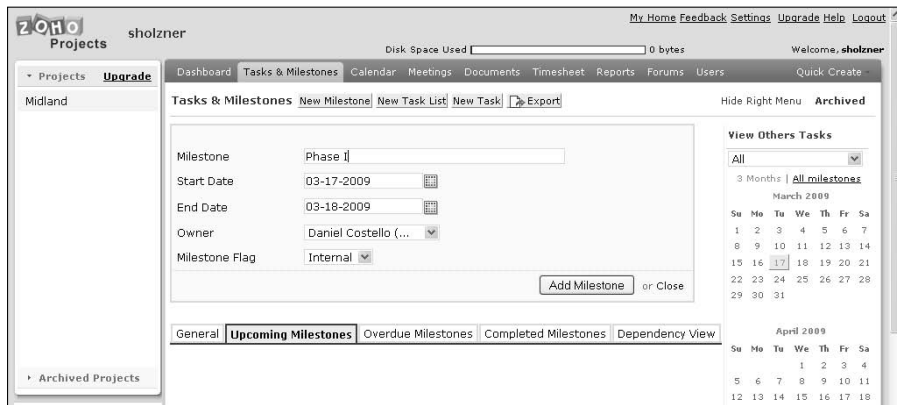 ZOHO
Projects
sholzner
My Home Feedback Settings Upgrade Help Logout
Disk Space Used 0 bytes
Welcome, sholzner
Projects Upgrade
Midland
Archived Projects
Dashboard Tasks & Milestones Calendar Meetings Documents Timesheet Reports Forums Users Quick Create
Tasks & Milestones New Milestone New Task List New Task Export
Hide Right Menu Archived
Milestone Phase I
Start Date 03-17-2009
End Date 03-18-2009
Owner Daniel Costello (...
Milestone Flag Internal
Add Milestone or Close
General Upcoming Milestones Overdue Milestones Completed Milestones Dependency View
View Others Tasks
All
3 Months | All milestones
March 2009
Su Mo Tu We Th Fr Sa
1 2 3 4 5 6 7
8 9 10 11 12 13 14
15 16 17 18 19 20 21
22 23 24 25 26 27 28
29 30 31
April 2009
Su Mo Tu We Th Fr Sa
1 2 3 4
5 6 7 8 9 10 11
12 13 14 15 16 17 18